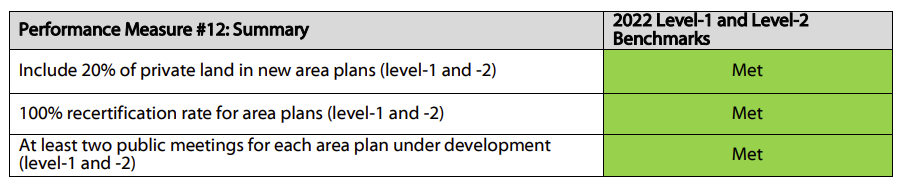 Performance Measure #12: Summary
2022 Level-1 and Level-2
Benchmarks
Include 20% of private land in new area plans (level-1 and -2)
Met
100% recertification rate for area plans (level-1 and -2)
Met
At least two public meetings for each area plan under development
(level-1 and -2)
Met